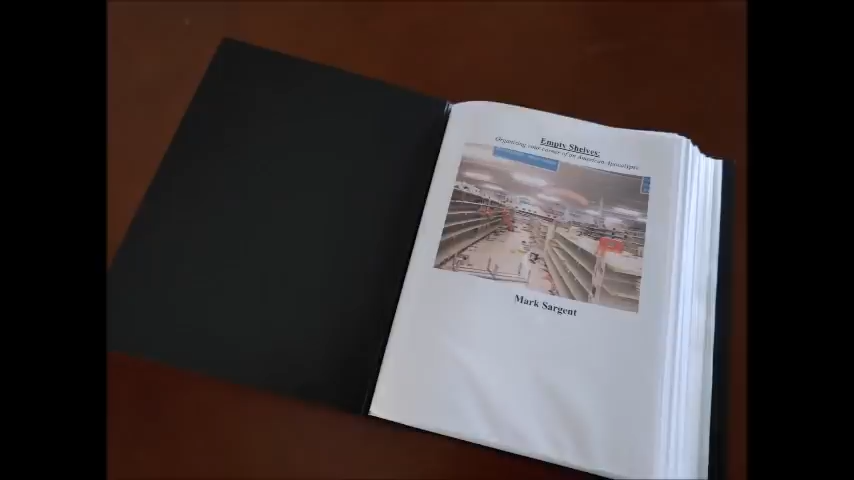 Empty Shelves:
Organizing your corner of an American Apocalypse
Mark Sargent